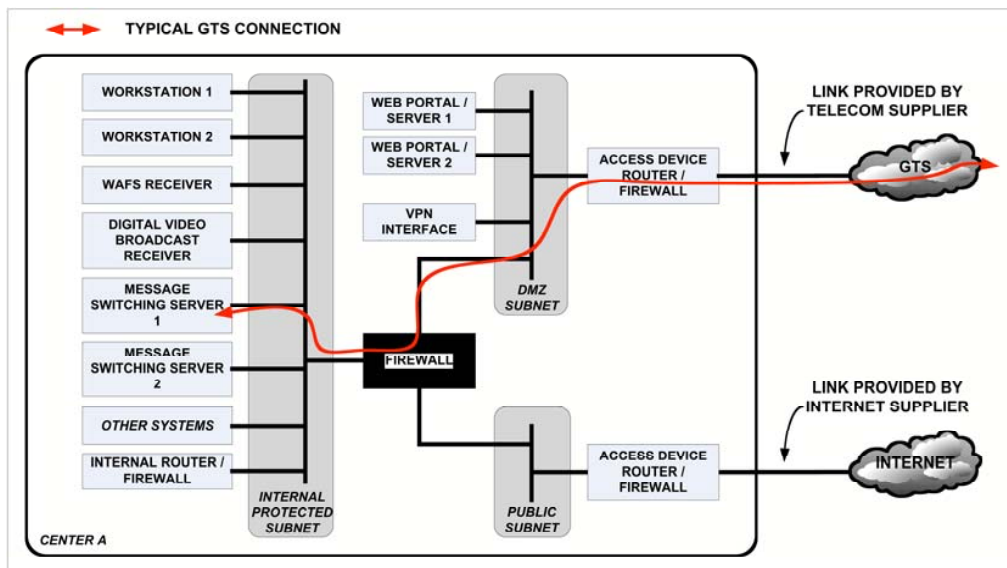 TYPICAL GTS CONNECTION
WORKSTATION 1
WORKSTATION 2
WAFS RECEIVER
DIGITAL VIDEO
BROADCAST
RECEIVER
MESSAGE
SWITCHING SERVER
1
MESSAGE
SWITCHING SERVER
2
OTHER SYSTEMS
INTERNAL ROUTER /
FIREWALL
INTERNAL
PROTECTED
SUBNET
CENTER A
WEB PORTAL /
SERVER 1
WEB PORTAL /
SERVER 2
VPN
INTERFACE
DMZ
SUBNET
FIREWALL
ACCESS DEVICE
ROUTER /
FIREWALL
LINK PROVIDED BY
TELECOM SUPPLIER
GTS
PUBLIC
SUBNET
ACCESS DEVICE
ROUTER /
FIREWALL
LINK PROVIDED BY
INTERNET SUPPLIER
INTERNET